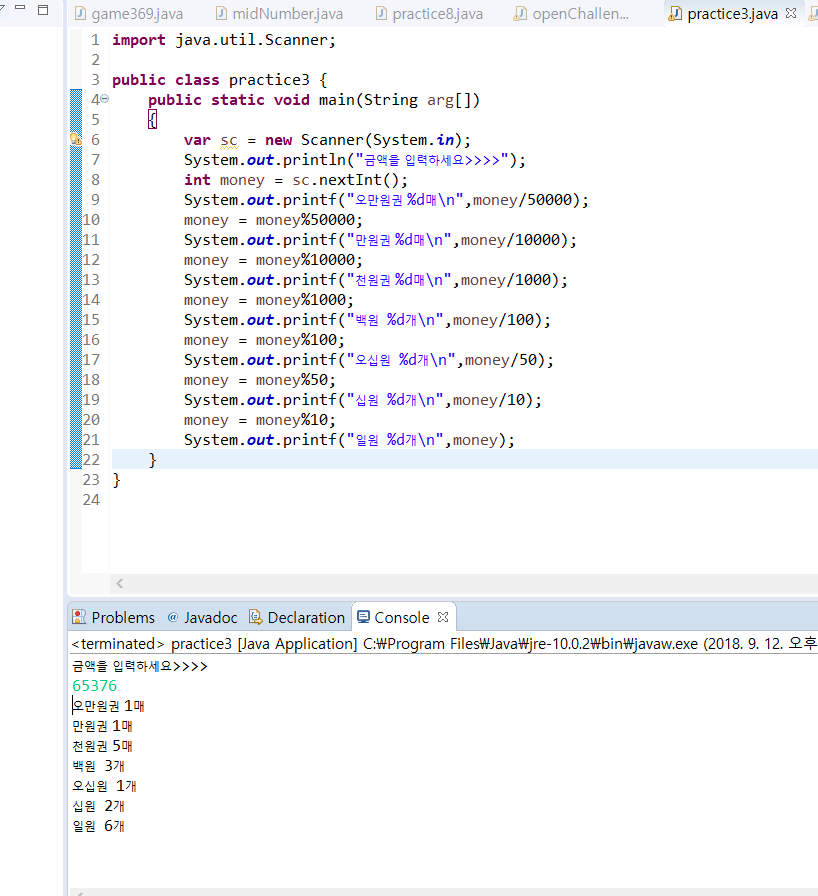 game369.java midNumber.java practice8.java openChallen... practice3.java
1 import java.util.Scanner;
2
3 public class practice3 {
4 public static void main(String arg[])
5 {
6 var sc = new Scanner(System.in);
7 System.out.println("금액을 입력하세요>>>>");
8 int money = sc.nextInt();
9 System.out.printf("오만원권 %d매\n",money/50000);
10 money = money%50000;
11 System.out.printf("만원권 %d매\n",money/10000);
12 money = money%10000;
13 System.out.printf("천원권 %d매\n",money/1000);
14 money = money%1000;
15 System.out.printf("백원 %d개\n",money/100);
16 money = money%100;
17 System.out.printf("오십원 %d개\n",money/50);
18 money = money%50;
19 System.out.printf("십원 %d개\n",money/10);
20 money = money%10;
21 System.out.printf("일원 %d개\n",money);
22 }
23 }
24
Problems @ Javadoc Declaration Console
<terminated> practice3 [Java Application] C:₩Program Files₩Java₩jre-10.0.2₩bin₩javaw.exe (2018. 9. 12. 오후
금액을 입력하세요>>>>
65376
오만원권 1매
만원권 1매
천원권 5매
백원 3개
오십원 1개
십원 2개
일원 6개